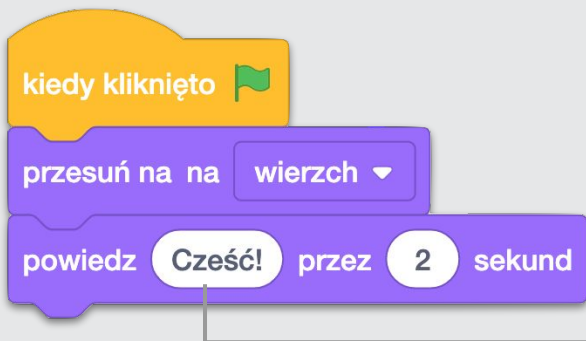 kiedy kliknięto
przesuń na na wierzch
powiedz Cześć! przez 2 sekund